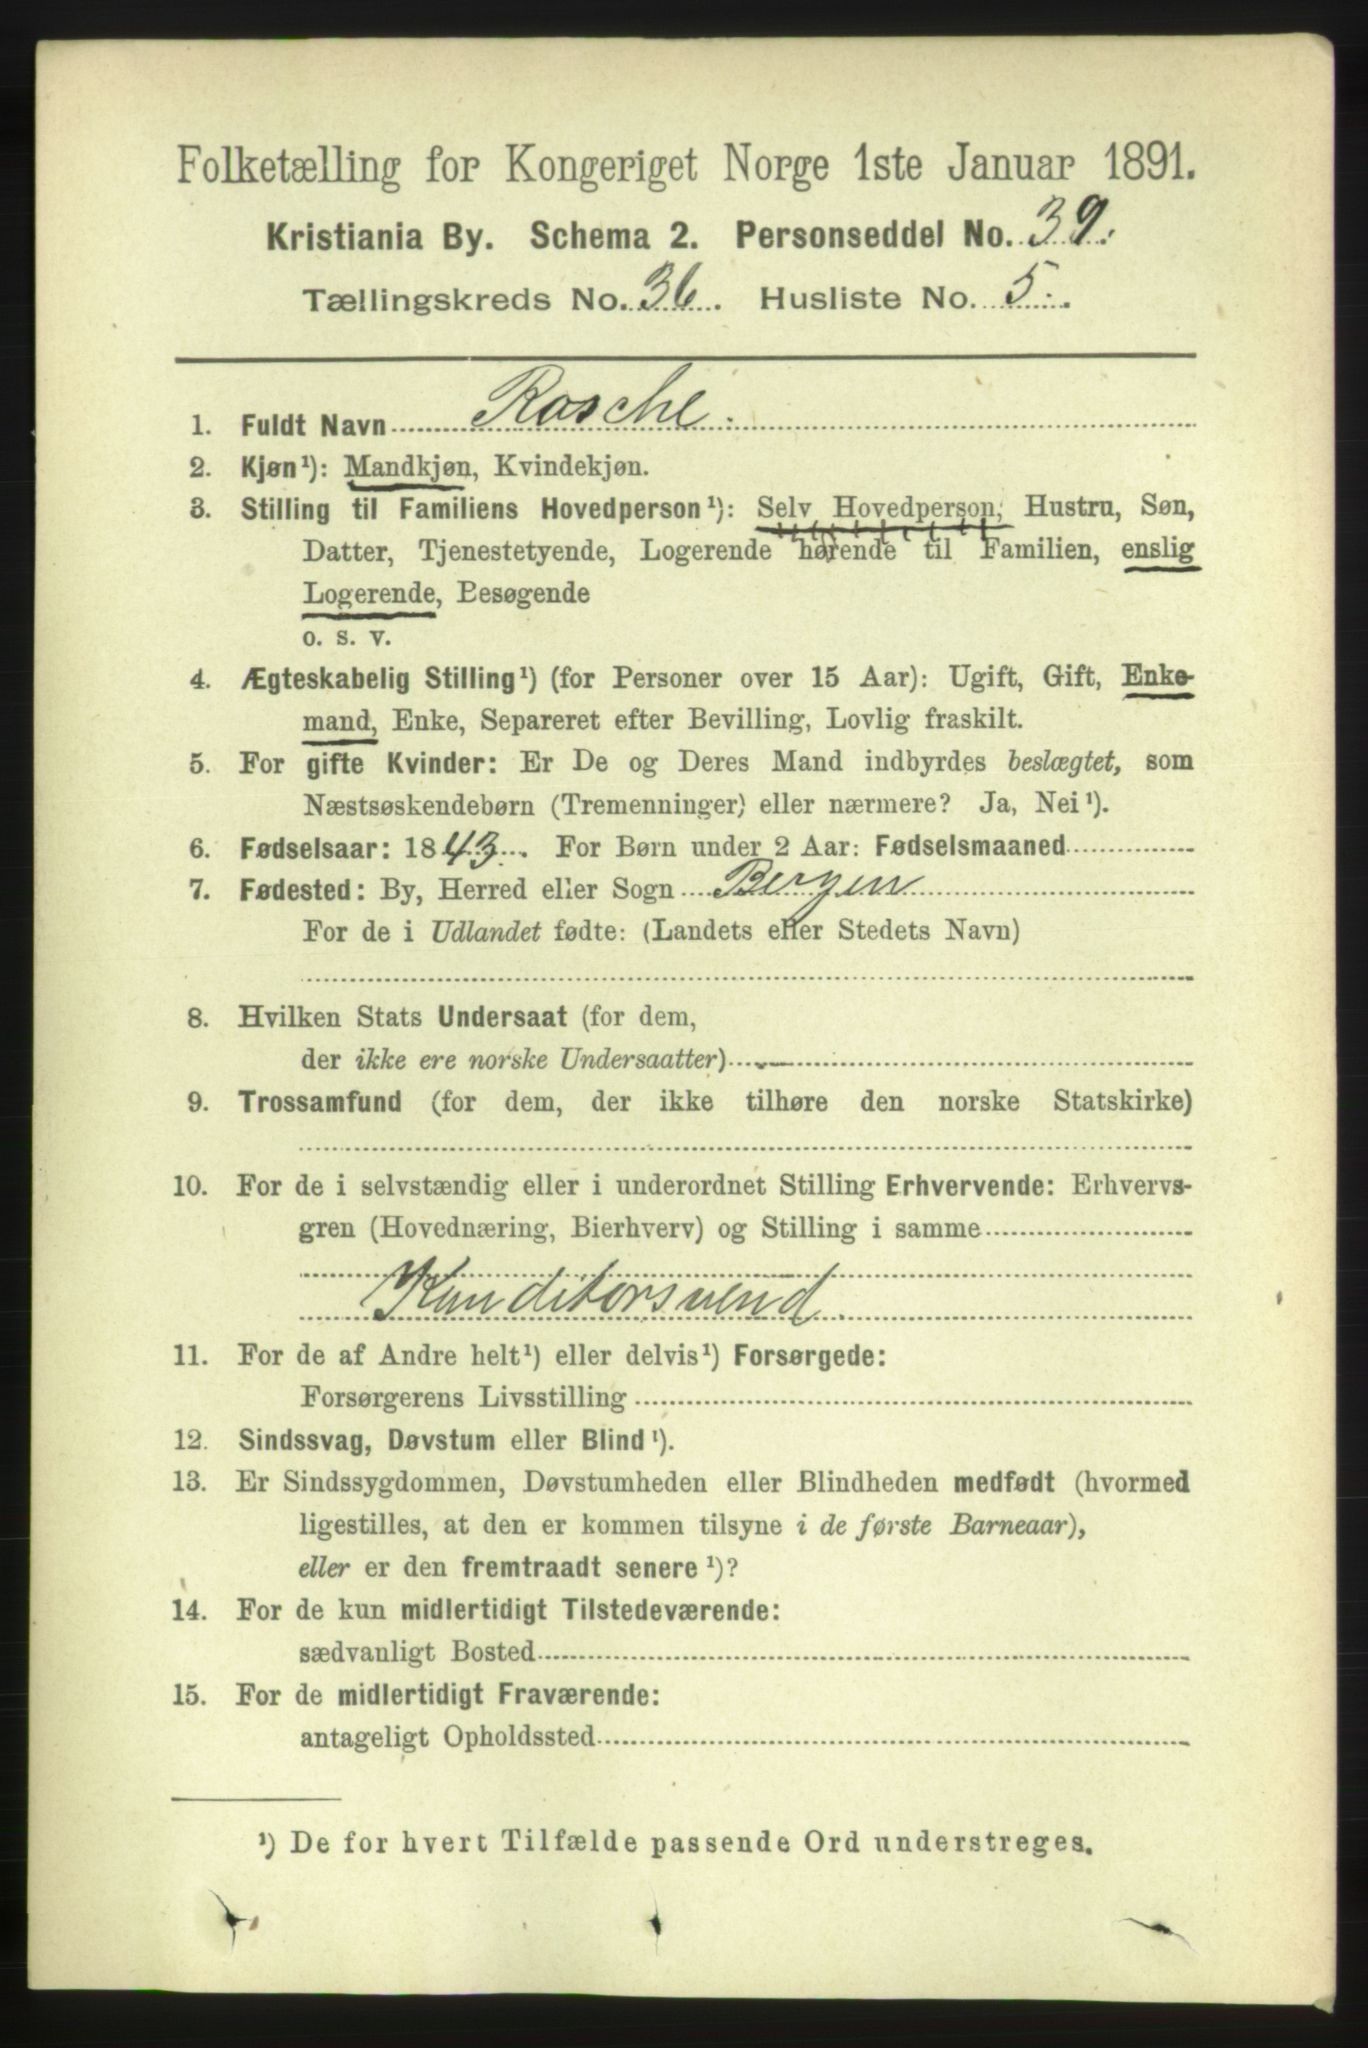 Folketælling for Kongeriget Norge 1ste Januar 1891.
Kristiania By. Schema 2. Personseddel No. 39.
Tællingskreds No. 36. Husliste No. 5.
1. Fuldt Navn Rasche.
2. Kjøn¹): Mandkjøn, Kvindekjøn.
3. Stilling til Familiens Hovedperson¹): Selv Hovedperson, Hustru, Søn,
Datter, Tjenestetyende, Logerende hørende til Familien, enslig
Logerende, Besøgende
o. s. v.
4. Ægteskabelig Stilling¹) (for Personer over 15 Aar): Ugift, Gift, Enke-
mand, Enke, Separeret efter Bevilling, Lovlig fraskilt.
5. For gifte Kvinder: Er De og Deres Mand indbyrdes beslægtet, som
Næstsøskendebørn (Tremenninger) eller nærmere? Ja, Nei¹).
6. Fødselsaar: 1843. For Børn under 2 Aar: Fødselsmaaned
7. Fødested: By, Herred eller Sogn Bergen
For de i Udlandet fødte: (Landets eller Stedets Navn)
8. Hvilken Stats Undersaat (for dem,
der ikke ere norske Undersaatter)
9. Trossamfund (for dem, der ikke tilhøre den norske Statskirke)
10. For de i selvstændig eller i underordnet Stilling Erhvervende: Erhvervs-
gren (Hovednæring, Bierhverv) og Stilling i samme
Kunditorsvend.
11. For de af Andre helt¹) eller delvis¹) Forsørgede:
Forsørgerens Livsstilling
12. Sindssvag, Døvstum eller Blind¹).
13. Er Sindssygdommen, Døvstumheden eller Blindheden medfødt (hvormed
ligestilles, at den er kommen tilsyne i de første Barneaar),
eller er den fremtraadt senere¹)?
14. For de kun midlertidigt Tilstedeværende:
sædvanligt Bosted
15. For de midlertidigt Fraværende:
antageligt Opholdssted
¹) De for hvert Tilfælde passende Ord understreges.